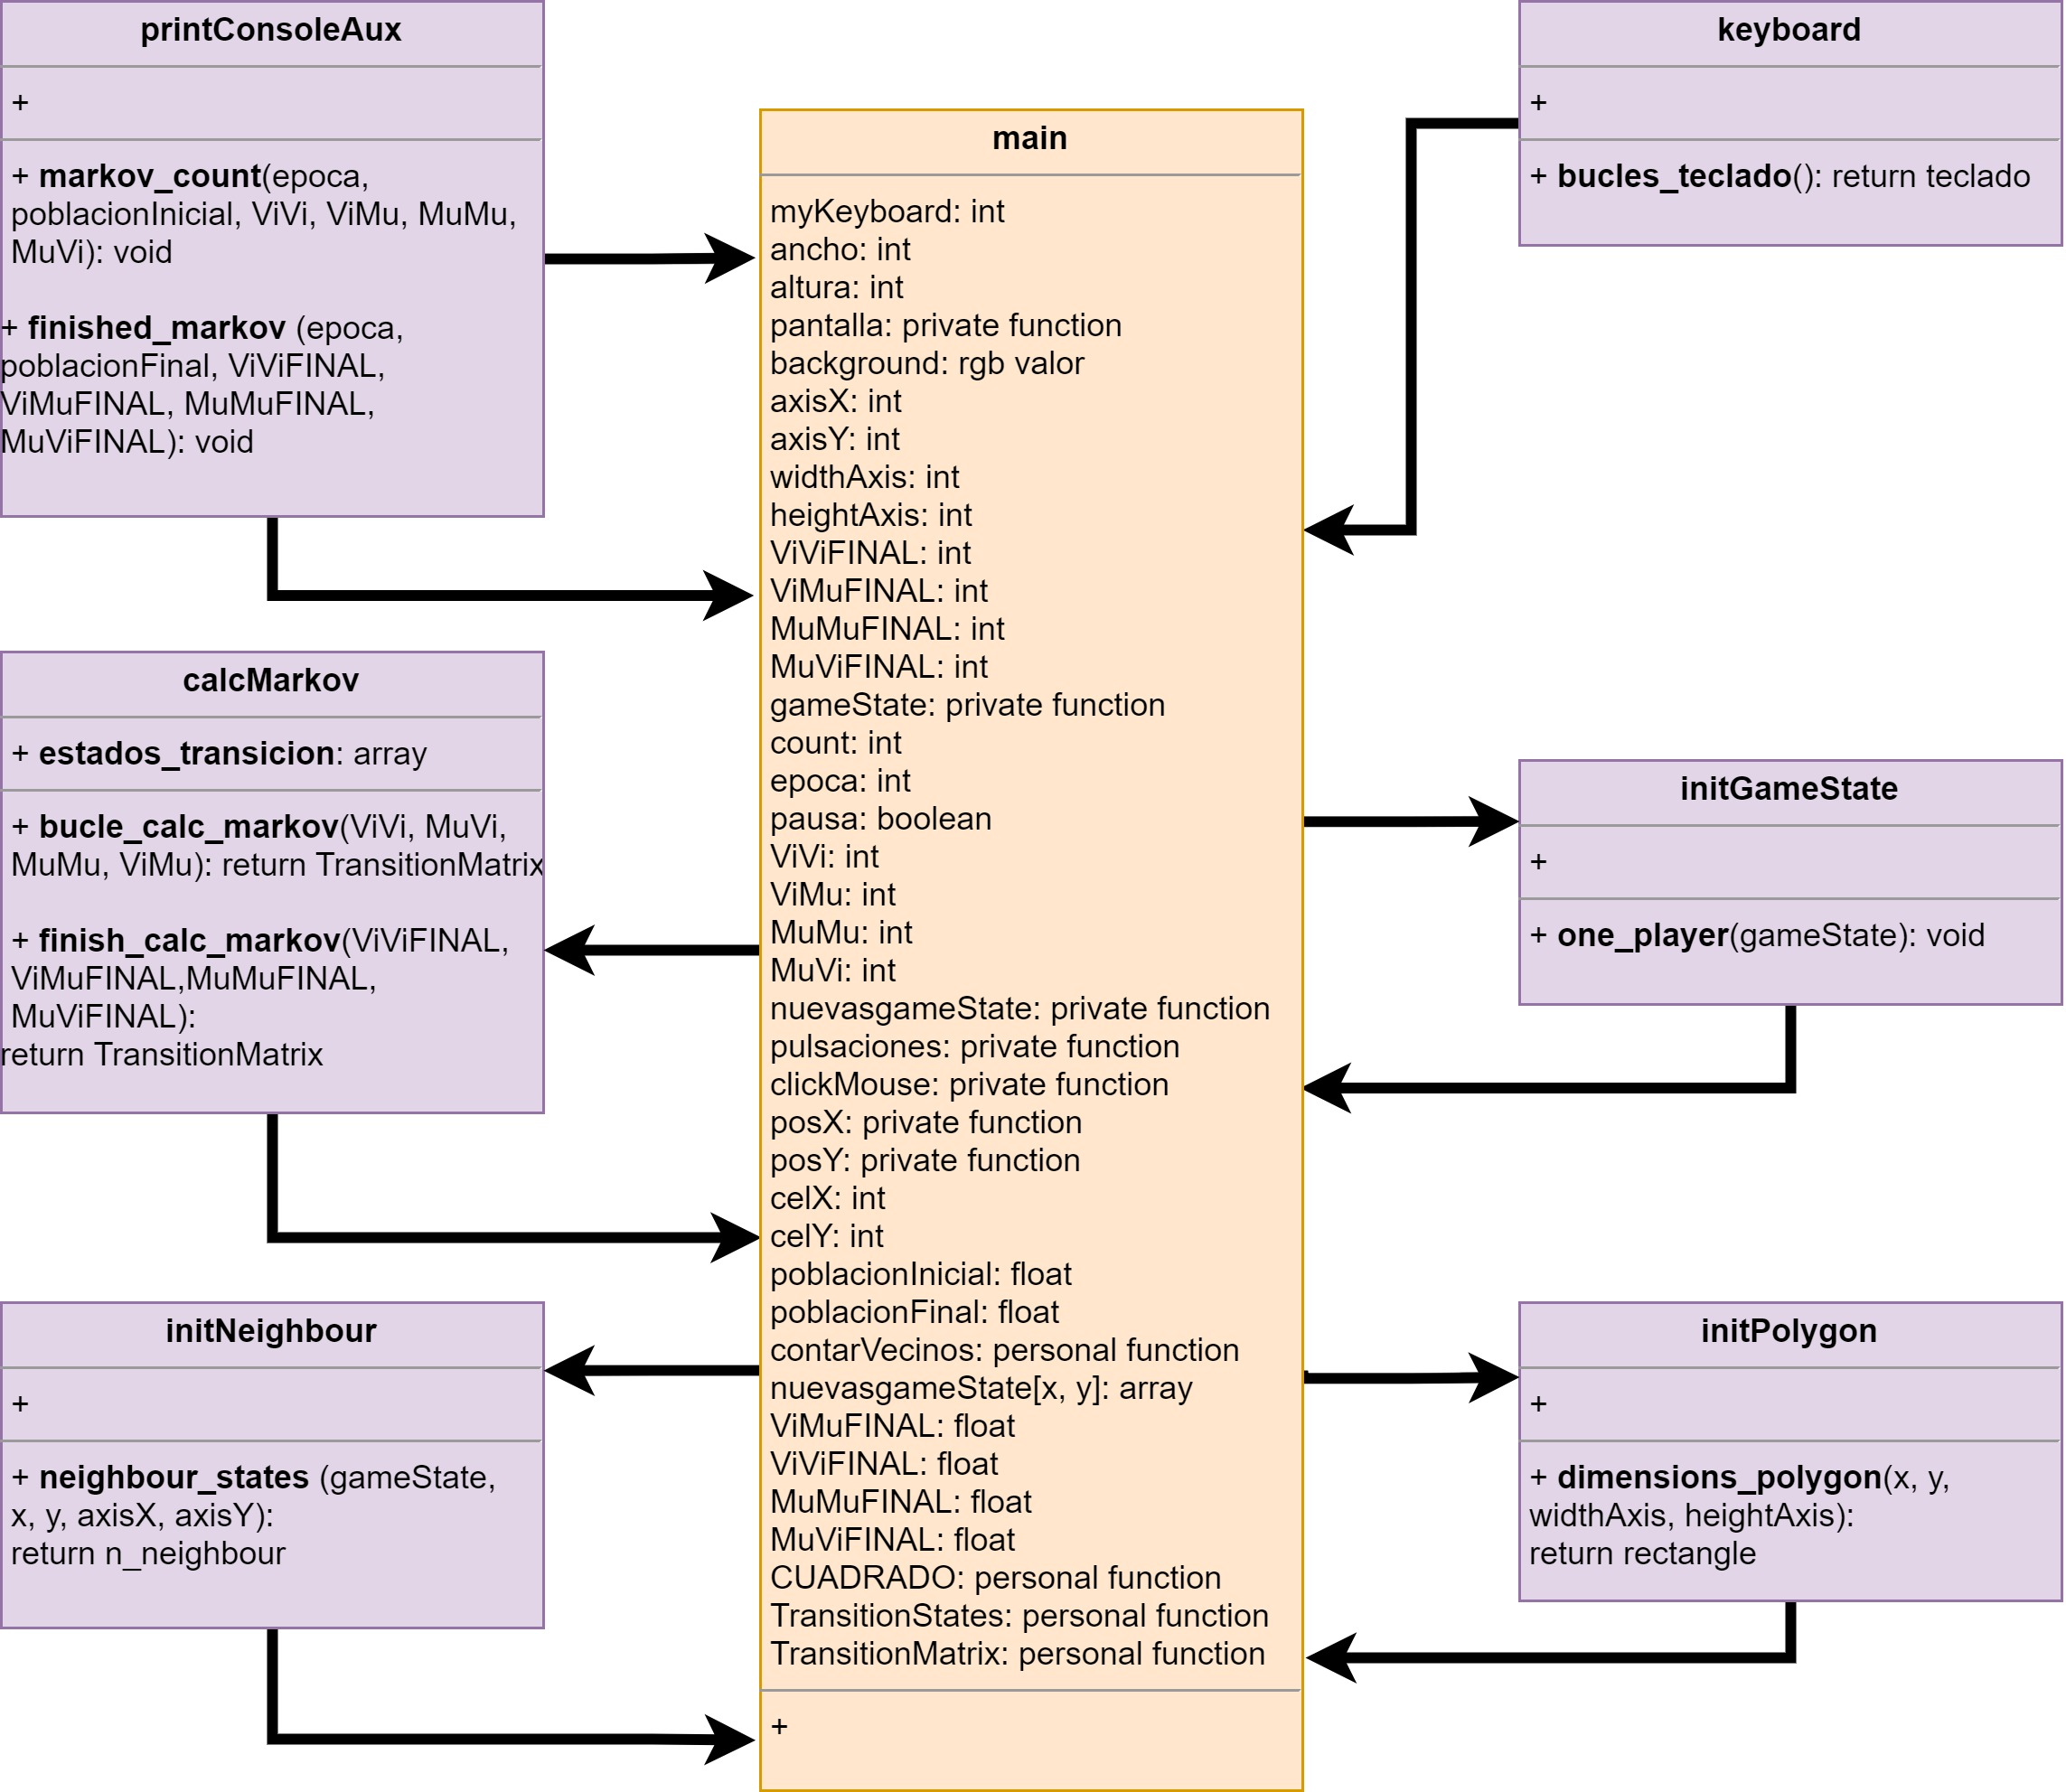 printConsoleAux
+
+ markov_count(epoca,
poblacionInicial, ViVi, ViMu, MuMu,
MuVi): void
+ finished_markov (epoca,
poblacionFinal, ViViFINAL,
ViMuFINAL, MuMuFINAL,
MuViFINAL): void
calcMarkov
+ estados_transicion: array
+ bucle_calc_markov(ViVi, MuVi,
MuMu, ViMu): return TransitionMatrix
+ finish_calc_markov(ViViFINAL,
ViMuFINAL,MuMuFINAL,
MuViFINAL):
return TransitionMatrix
initNeighbour
+
+ neighbour_states (gameState,
x, y, axisX, axisY):
return n_neighbour
main
myKeyboard: int
ancho: int
altura: int
pantalla: private function
background: rgb valor
axisX: int
axisY: int
widthAxis: int
heightAxis: int
ViViFINAL: int
ViMuFINAL: int
MuMuFINAL: int
MuViFINAL: int
gameState: private function
count: int
epoca: int
pausa: boolean
ViVi: int
ViMu: int
MuMu: int
MuVi: int
nuevasgameState: private function
pulsaciones: private function
clickMouse: private function
posX: private function
posY: private function
celX: int
celY: int
poblacionInicial: float
poblacionFinal: float
contarVecinos: personal function
nuevasgameState[x, y]: array
ViMuFINAL: float
ViViFINAL: float
MuMuFINAL: float
MuViFINAL: float
CUADRADO: personal function
TransitionStates: personal function
TransitionMatrix: personal function
+
keyboard
+
+ bucles_teclado(): return teclado
initGameState
+
+ one_player(gameState): void
initPolygon
+
+ dimensions_polygon(x, y,
widthAxis, heightAxis):
return rectangle